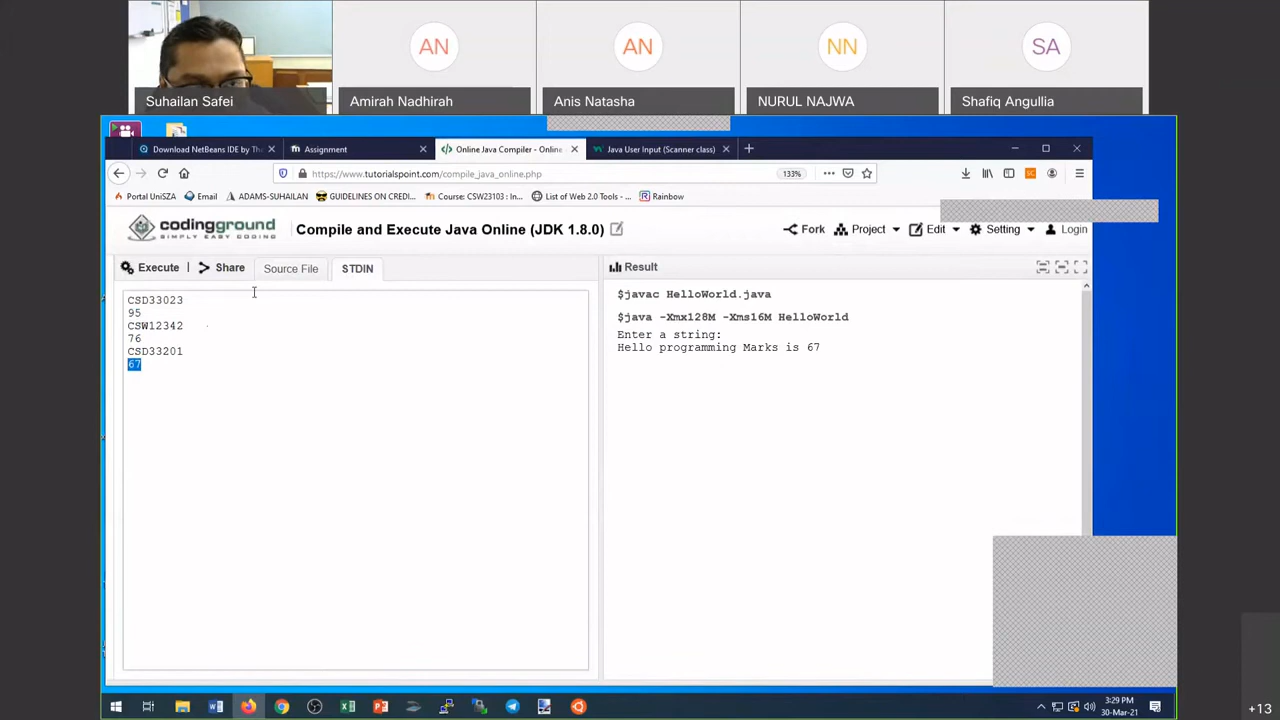 AN
AN
NN
SA
Suhailan Safei
Amirah Nadhirah
Anis Natasha
NURUL NAJWA
Shafiq Angullia
Download NetBeans IDE by The
Assignment
Online Java Compiler - Online
Java User Input (Scanner class)
https://www.tutorialspoint.com/compile_java_online.php
133%
SC
Portal UniSZA
Email
ADAMS-SUHAILAN
GUIDELINES ON CREDI...
Course: CSW23103 : In...
List of Web 2.0 Tools - ...
Rainbow
codingground
SIMPLY EASY CODING
Compile and Execute Java Online (JDK 1.8.0)
Fork
Project
Edit
Setting
Login
Execute |
Share
Source File
STDIN
Result
CSD33023
95
CSW12342
76
CSD33201
67
$javac HelloWorld.java
$java -Xmx128M -Xms16M HelloWorld
Enter a string:
Hello programming Marks is 67
3:29 PM
30-Mar-21
+13